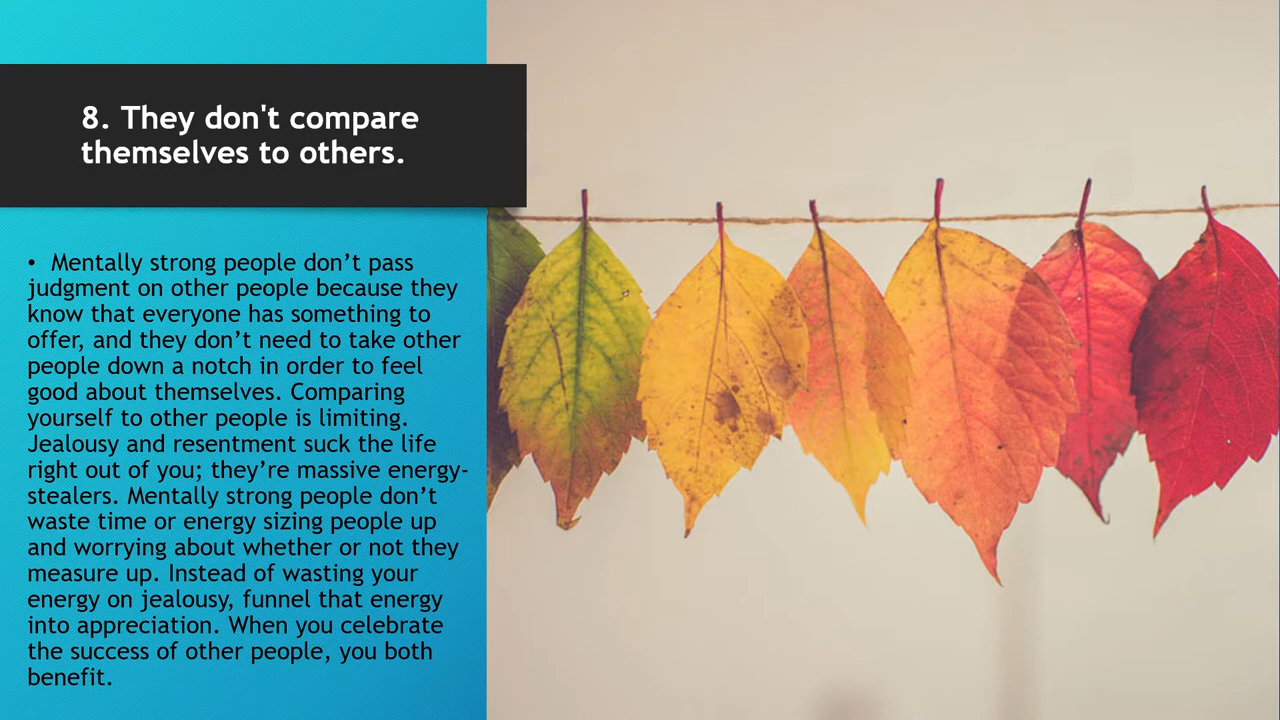 8. They don't compare
themselves to others.
• Mentally strong people don’t pass
judgment on other people because they
know that everyone has something to
offer, and they don’t need to take other
people down a notch in order to feel
good about themselves. Comparing
yourself to other people is limiting.
Jealousy and resentment suck the life
right out of you; they’re massive energy-
stealers. Mentally strong people don’t
waste time or energy sizing people up
and worrying about whether or not they
measure up. Instead of wasting your
energy on jealousy, funnel that energy
into appreciation. When you celebrate
the success of other people, you both
benefit.